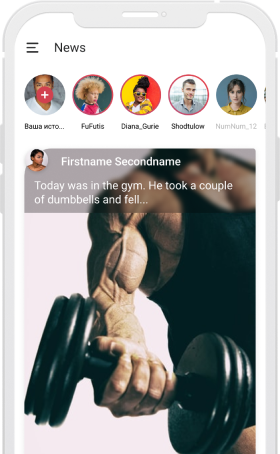 News
Ваша исто... FuFutis Diana_Gurie Shodtulow NumNum_12
Firstname Secondname
Today was in the gym. He took a couple
of dumbbells and fell...